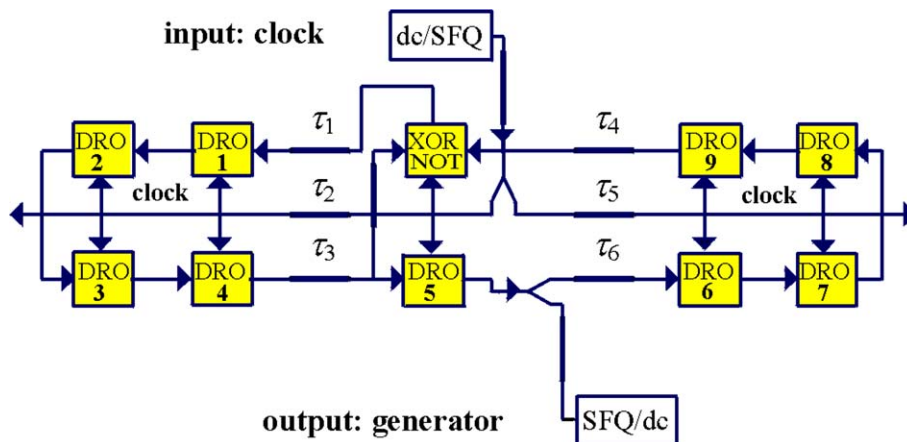 input: clock
dc/SFQ
τ1
τ4
DRO
2
DRO
1
XOR
NOT
DRO
9
DRO
8
clock
τ2
τ5
clock
τ3
τ6
DRO
3
DRO
4
DRO
5
DRO
6
DRO
7
output: generator
SFQ/dc